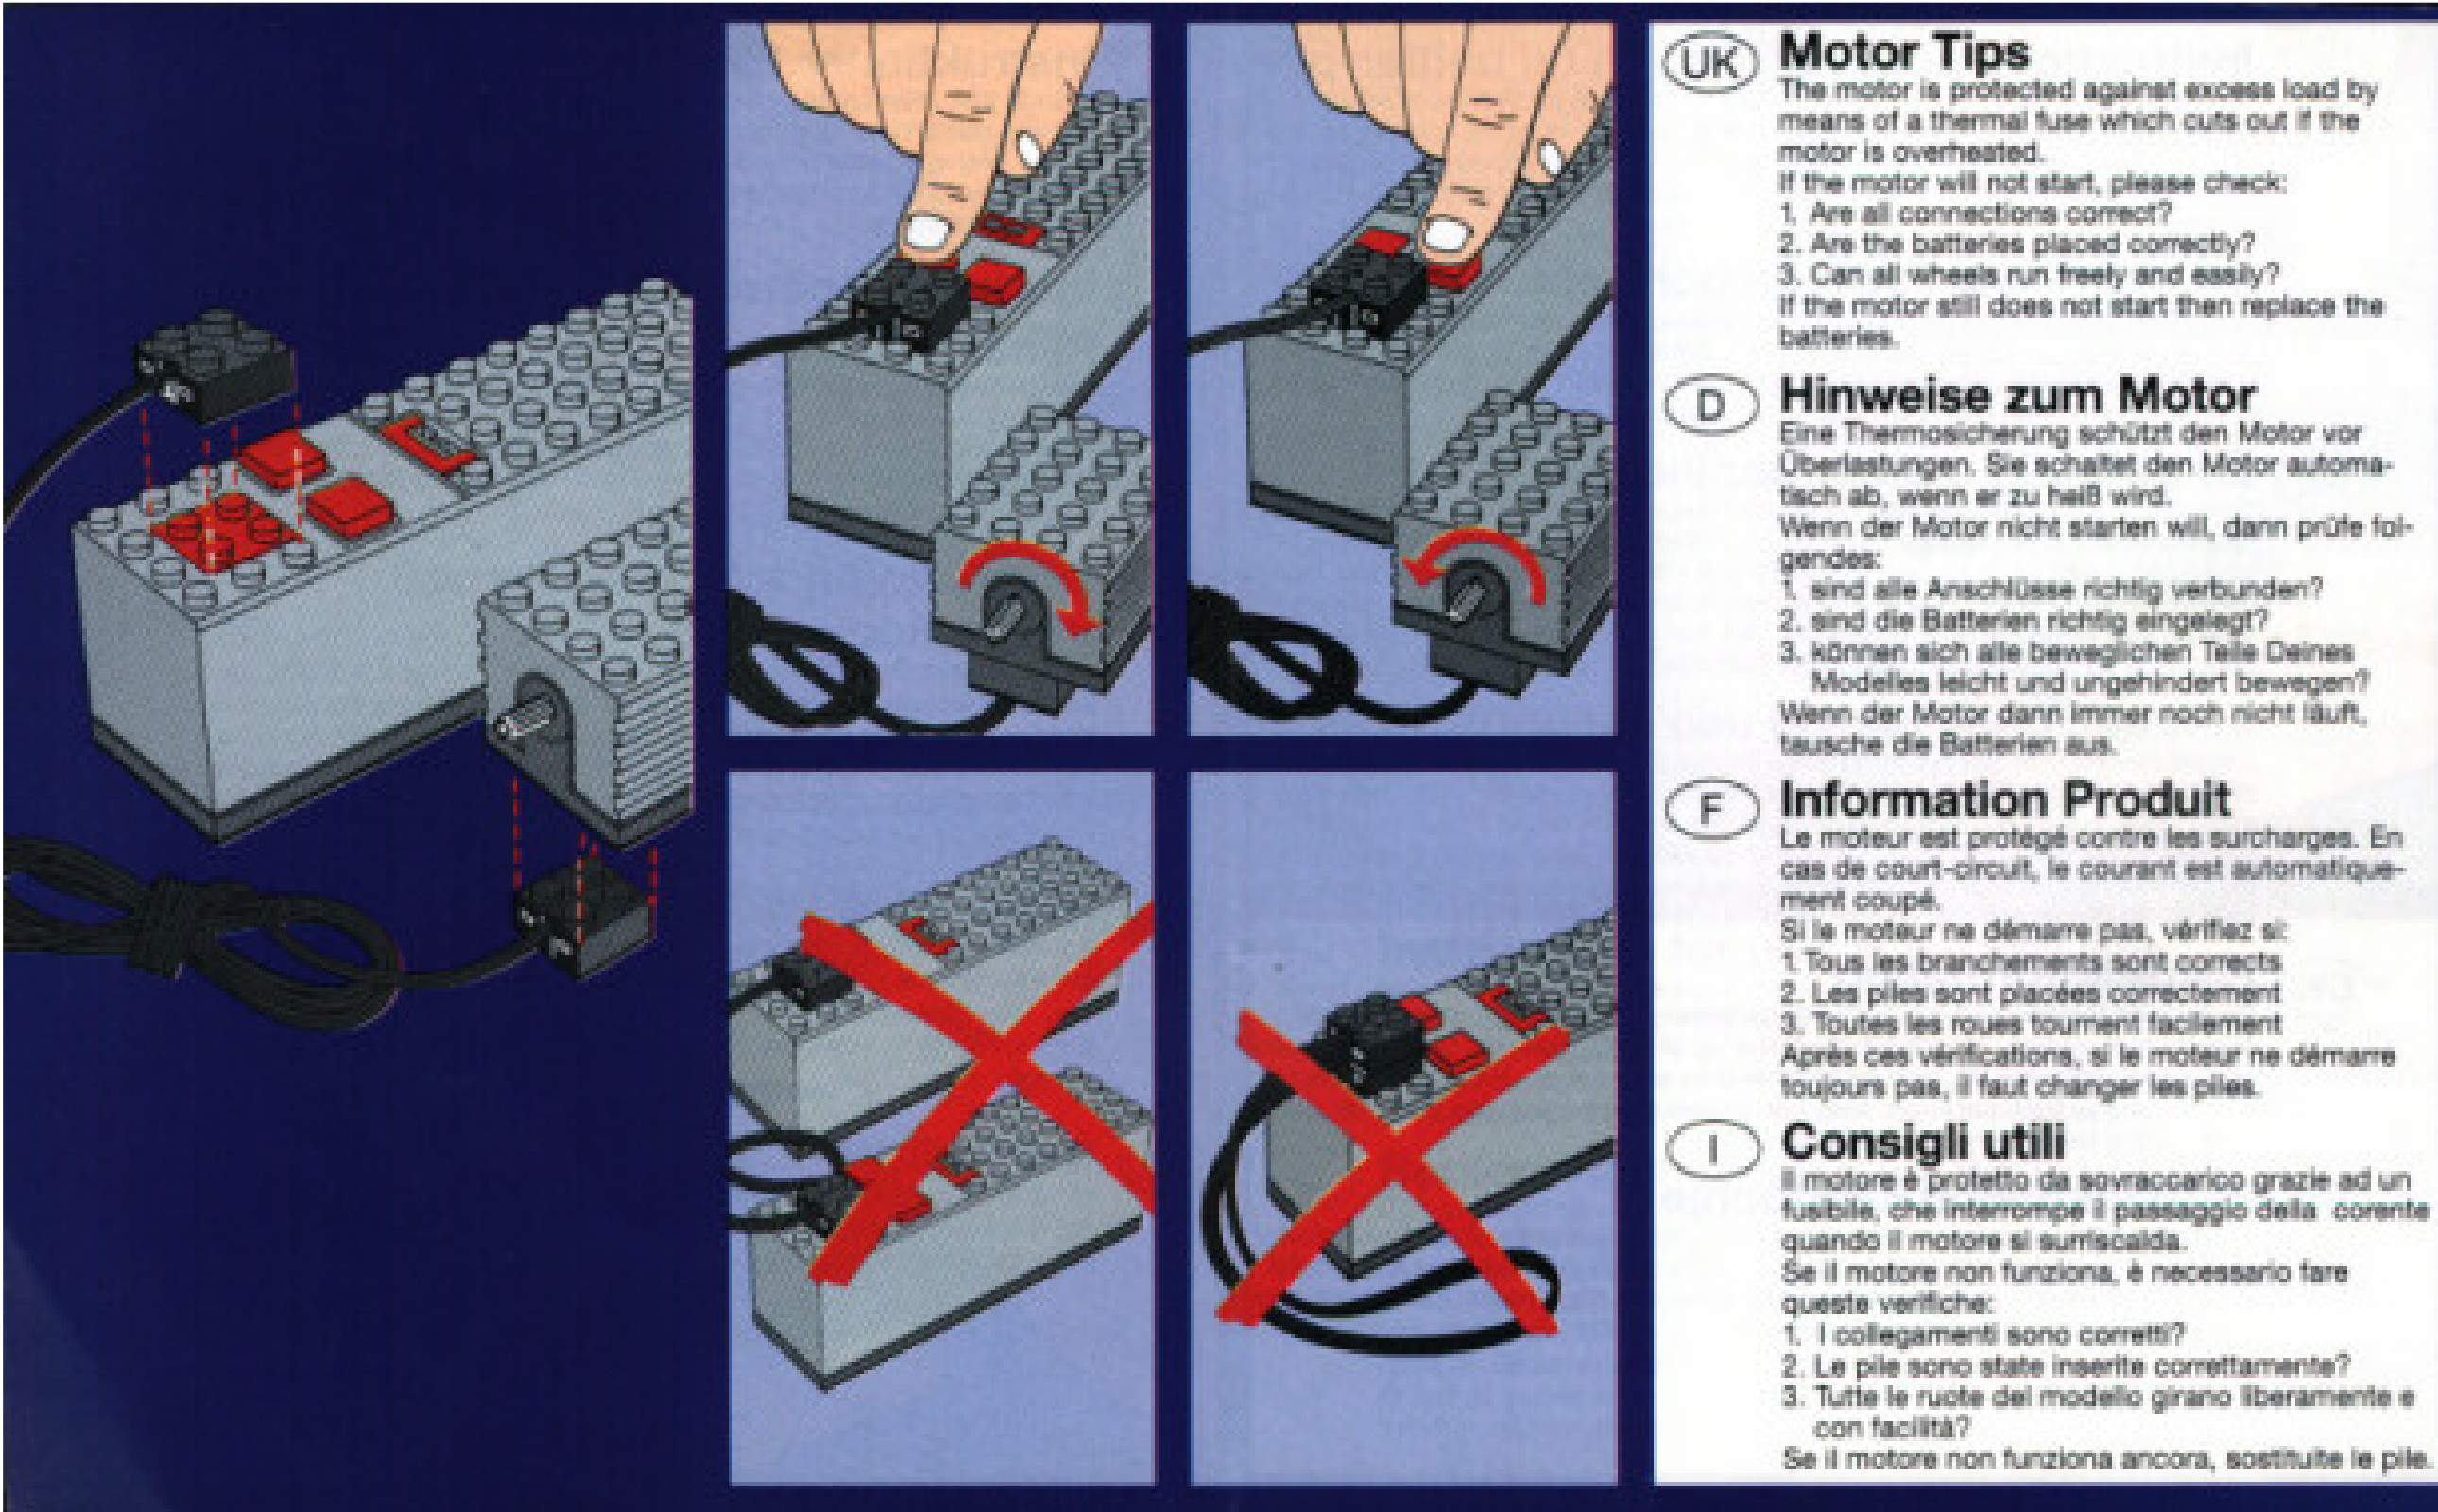 UK
Motor Tips
The motor is protected against excess load by
means of a thermal fuse which cuts out if the
motor is overheated.
If the motor will not start, please check:
1. Are all connections correct?
2. Are the batteries placed correctly?
3. Can all wheels run freely and easily?
If the motor still does not start then replace the
batteries.
D
Hinweise zum Motor
Eine Thermosicherung schützt den Motor vor
Überlastungen. Sie schaltet den Motor automa-
tisch ab, wenn er zu heiß wird.
Wenn der Motor nicht starten will, dann prüfe fol-
gendes:
1. sind alle Anschlüsse richtig verbunden?
2. sind die Batterien richtig eingelegt?
3. können sich alle beweglichen Teile Deines
Modelles leicht und ungehindert bewegen?
Wenn der Motor dann immer noch nicht läuft,
tausche die Batterien aus.
F
Information Produit
Le moteur est protégé contre les surcharges. En
cas de court-circuit, le courant est automatique-
ment coupé.
Si le moteur ne démarre pas, vérifiez si:
1. Tous les branchements sont corrects
2. Les piles sont placées correctement
3. Toutes les roues tournent facilement
Après ces vérifications, si le moteur ne démarre
toujours pas, il faut changer les piles.
I
Consigli utili
Il motore è protetto da sovraccarico grazie ad un
fusibile, che interrompe il passaggio della corente
quando il motore si surriscalda.
Se il motore non funziona, è necessario fare
queste verifiche:
1. I collegamenti sono corretti?
2. Le pile sono state inserite correttamente?
3. Tutte le ruote del modello girano liberamente e
con facilità?
Se il motore non funziona ancora, sostituite le pile.